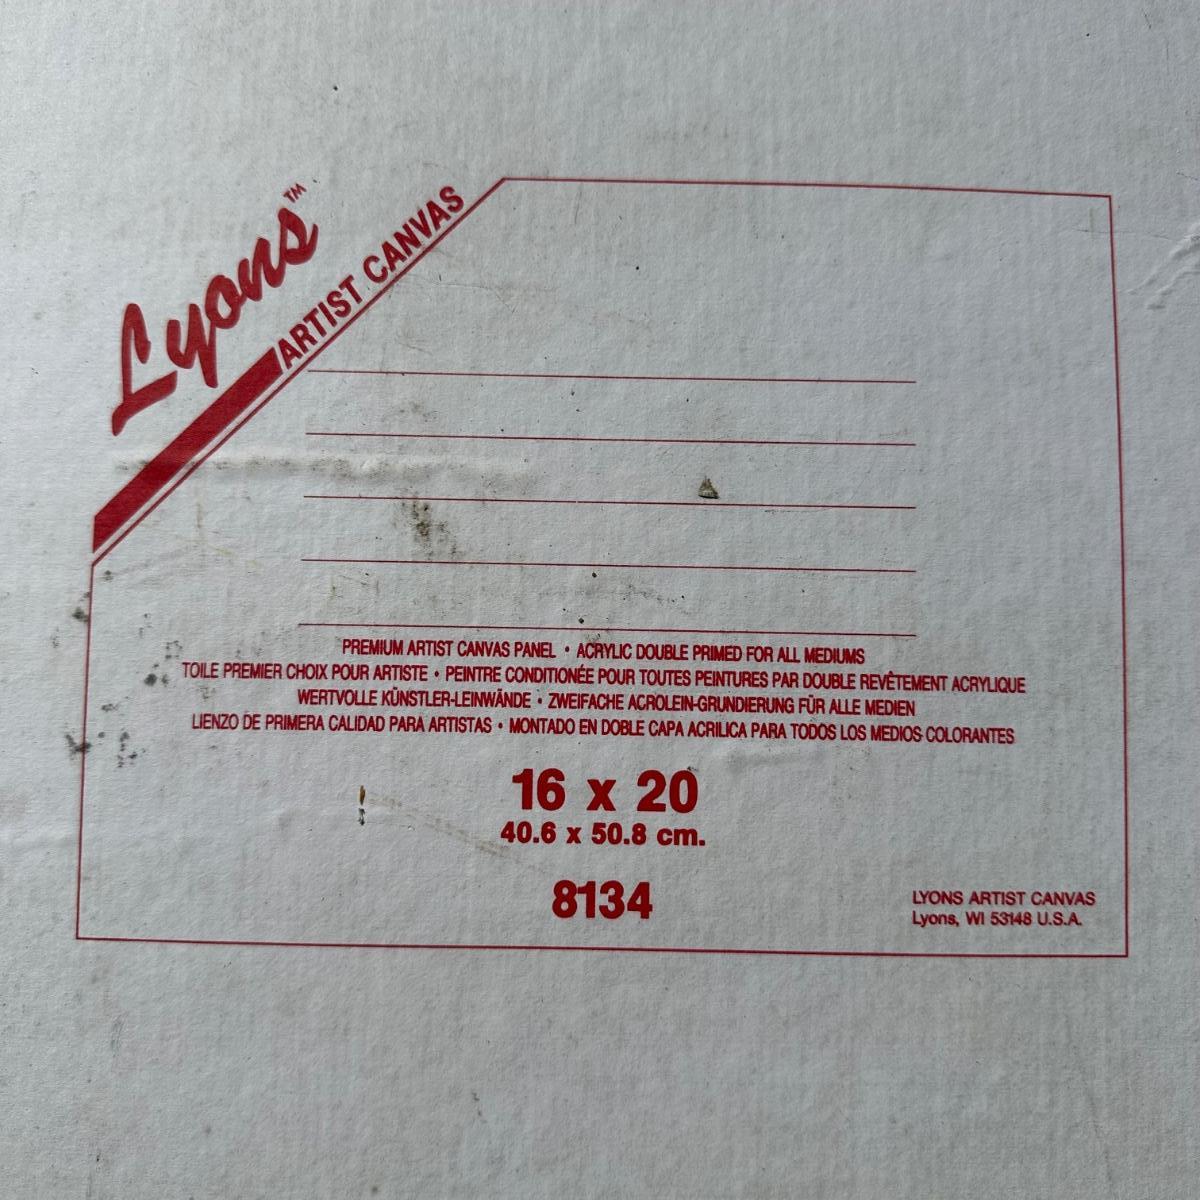 Lyons™
ARTIST CANVAS
PREMIUM ARTIST CANVAS PANEL • ACRYLIC DOUBLE PRIMED FOR ALL MEDIUMS
TOILE PREMIER CHOIX POUR ARTISTE • PEINTRE CONDITIONÉE POUR TOUTES PEINTURES PAR DOUBLE REVÊTEMENT ACRYLIQUE
WERTVOLLE KÜNSTLER-LEINWÄNDE • ZWEIFACHE ACROLEIN-GRUNDIERUNG FÜR ALLE MEDIEN
LIENZO DE PRIMERA CALIDAD PARA ARTISTAS • MONTADO EN DOBLE CAPA ACRILICA PARA TODOS LOS MEDIOS COLORANTES
16 x 20
40.6 x 50.8 cm.
8134
LYONS ARTIST CANVAS
Lyons, WI 53148 U.S.A.